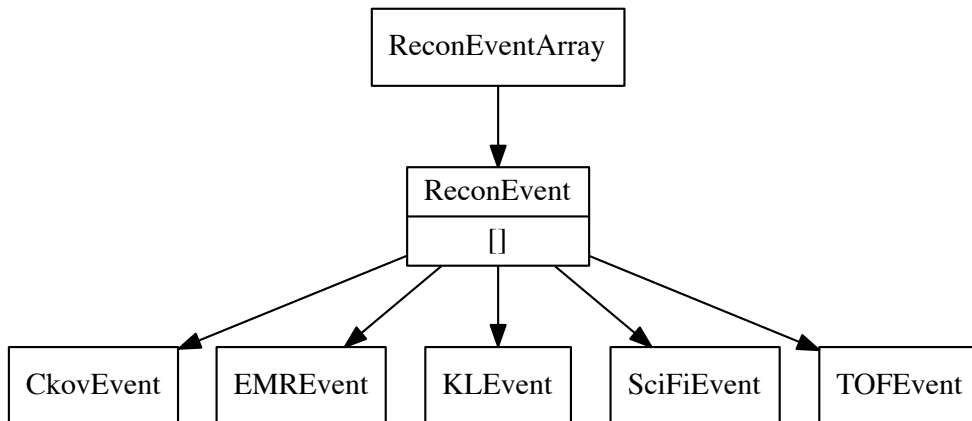 ReconEventArray
ReconEvent
[]
CkovEvent
EMREvent
KLEvent
SciFiEvent
TOFEvent